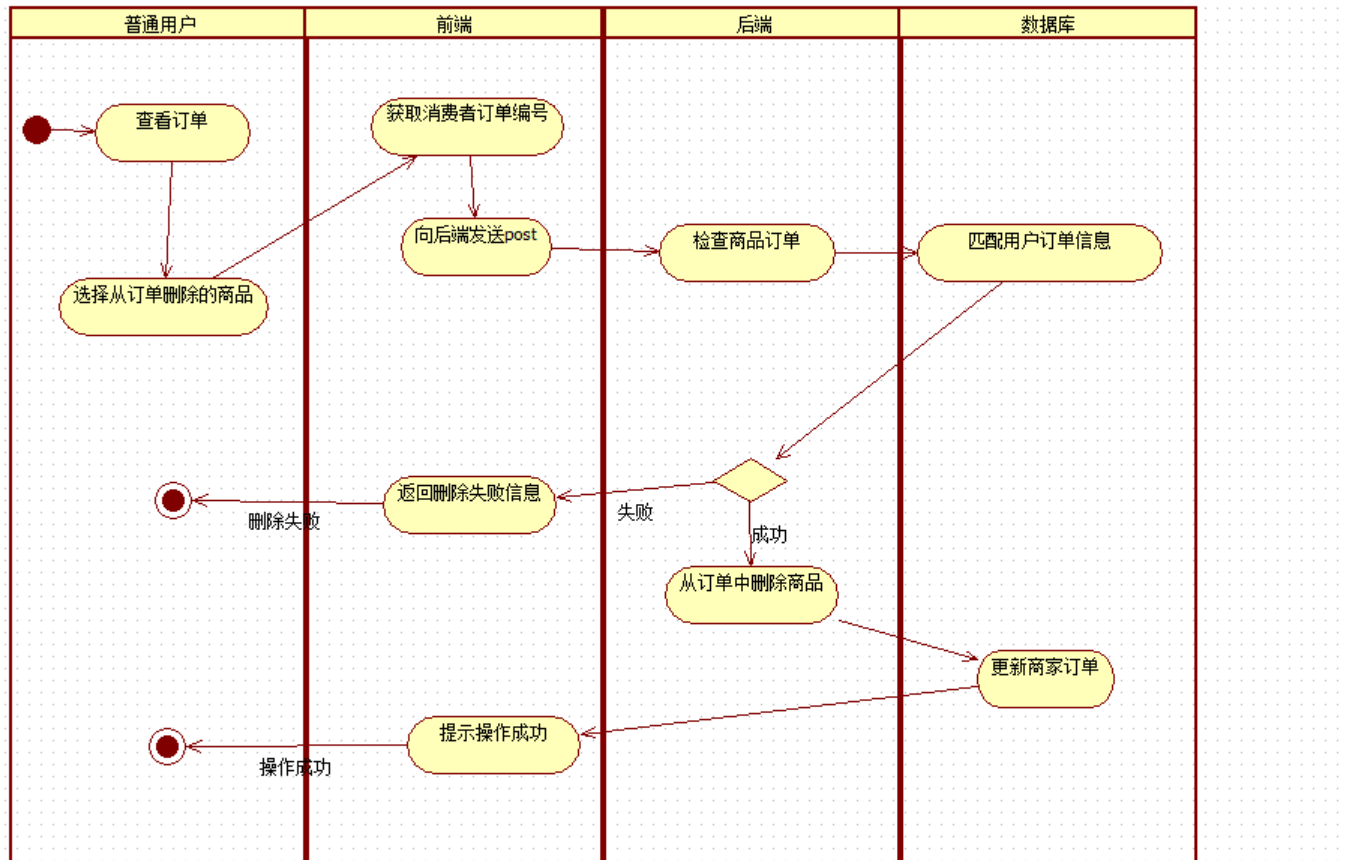 普通用户
前端
后端
数据库
查看订单
获取消费者订单编号
向后端发送post
检查商品订单
匹配用户订单信息
选择从订单删除的商品
返回删除失败信息
删除失败
失败
成功
从订单中删除商品
更新商家订单
提示操作成功
操作成功